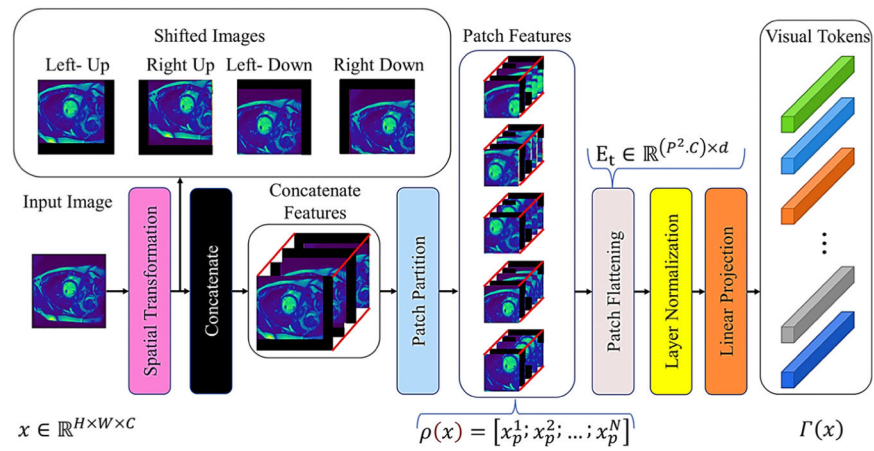 Shifted Images
Left- Up
Right Up
Left- Down
Right Down
Patch Features
Visual Tokens
Input Image
Spatial Transformation
Concatenate
Concatenate
Features
Patch Partition
E_t ∈ ℝ^{(P².C)×d}
Patch Flattening
Layer Normalization
Linear Projection
...
x ∈ ℝ^{H×W×C}
ρ(x) = [x_p^1; x_p^2; ...; x_p^N]
Γ(x)